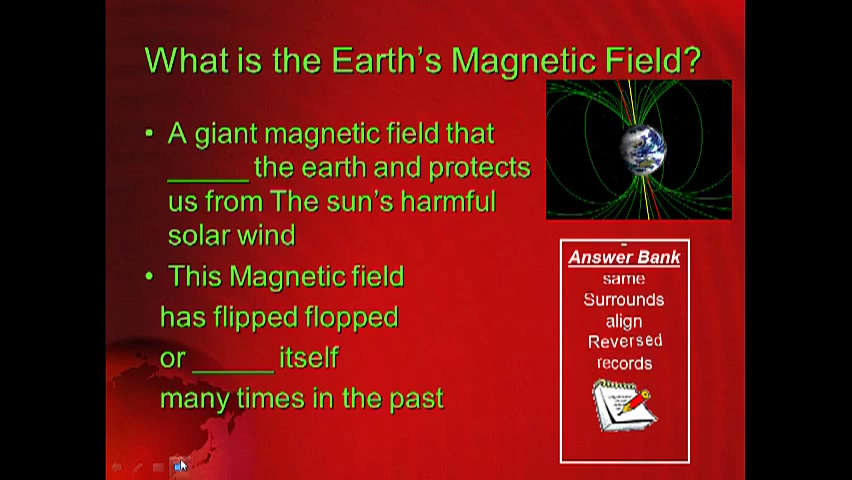 What is the Earth's Magnetic Field?
• A giant magnetic field that
______ the earth and protects
us from The sun's harmful
solar wind
• This Magnetic field
has flipped flopped
or ______ itself
many times in the past
Answer Bank
same
Surrounds
align
Reversed
records